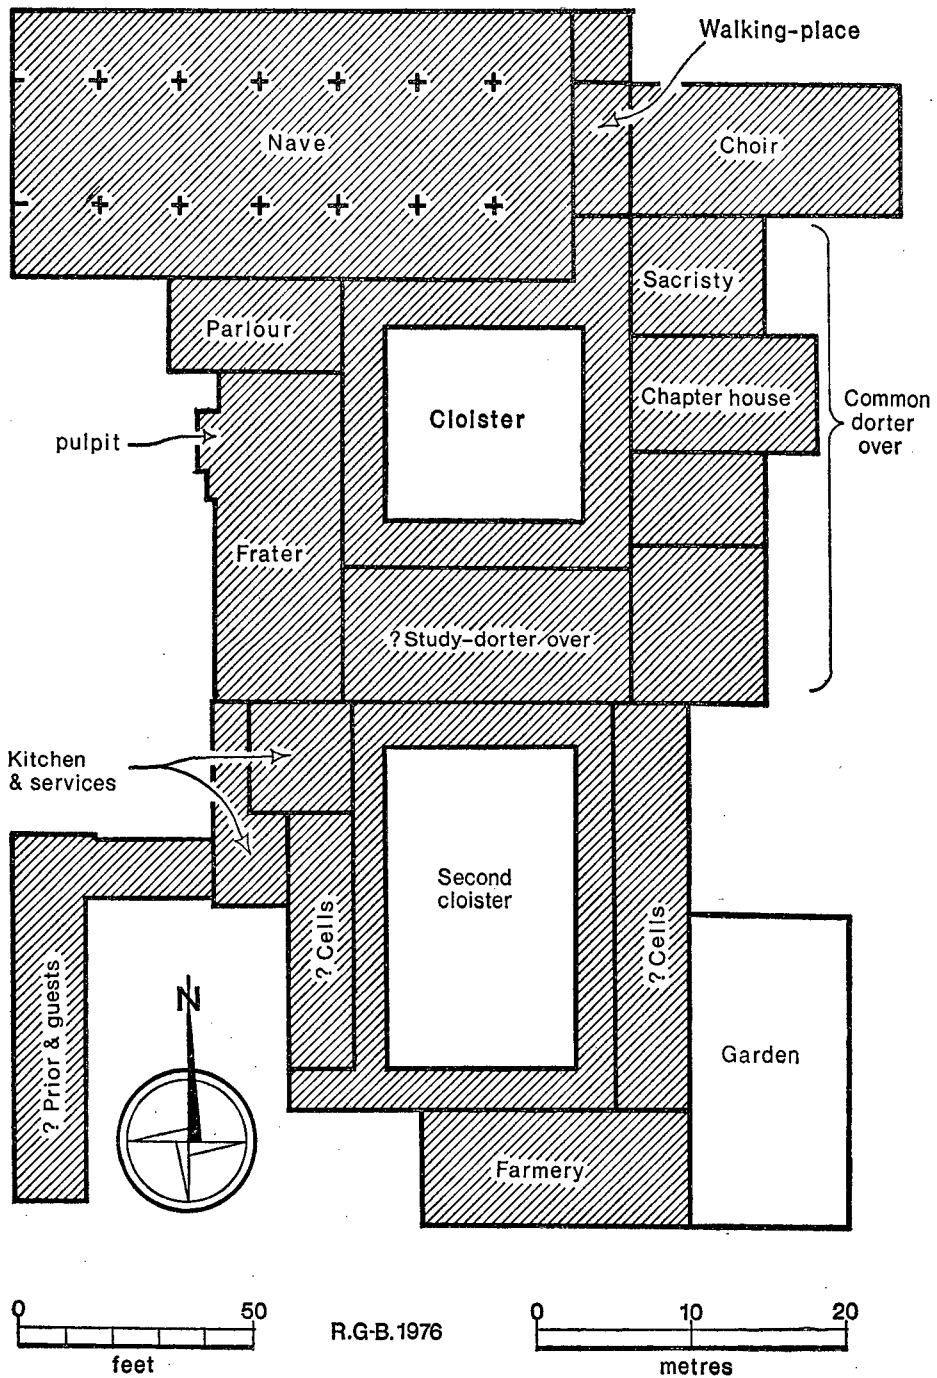 Walking-place
Nave
Choir
Sacristy
Parlour
Chapter house
Common
dorter
over
Cloister
pulpit
Frater
? Study-dorter over
Kitchen
& services
Second
cloister
? Cells
? Cells
? Prior & guests
N
Garden
Farmery
0 50
feet
R.G-B. 1976
0 10 20
metres